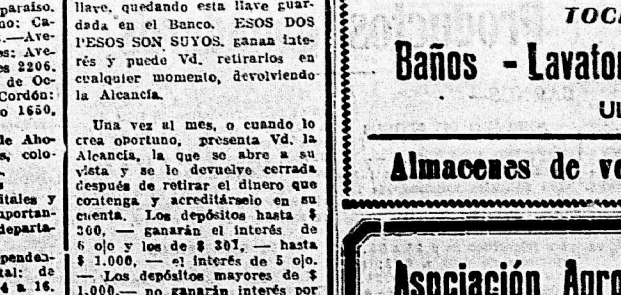 paraiso.
no: Ca-
s.—Ave-
es: Ave-
es 2206.
de Oc-
Cordón:
o 1650,
de Aho-
s, colo-
itales y
mportan-
departa-
penden-
tal: de
4 a 16.
llave, quedando esta llave guar-
dada en el Banco. ESOS DOS
PESOS SON SUYOS. ganan inte-
rés y puede Vd. retirarlos en
cualquier momento, devolviendo
la Alcancía.
Una vez al mes, o cuando lo
crea oportuno, presenta Vd. la
Alcancía, la que se abre a su
vista y se le devuelve cerrada
después de retirar el dinero que
contenga y acreditárselo en su
cuenta. Los depósitos hasta $
300, — ganarán el interés de
6 o|o y los de $ 301, — hasta
$ 1.000, — el interés de 5 o|o.
— Los depósitos mayores de $
1.000.— no ganarán interés por
TOC
Baños - Lavato
Almacenes de ve
Asociación Agro